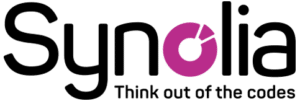 Synolia
Think out of the codes